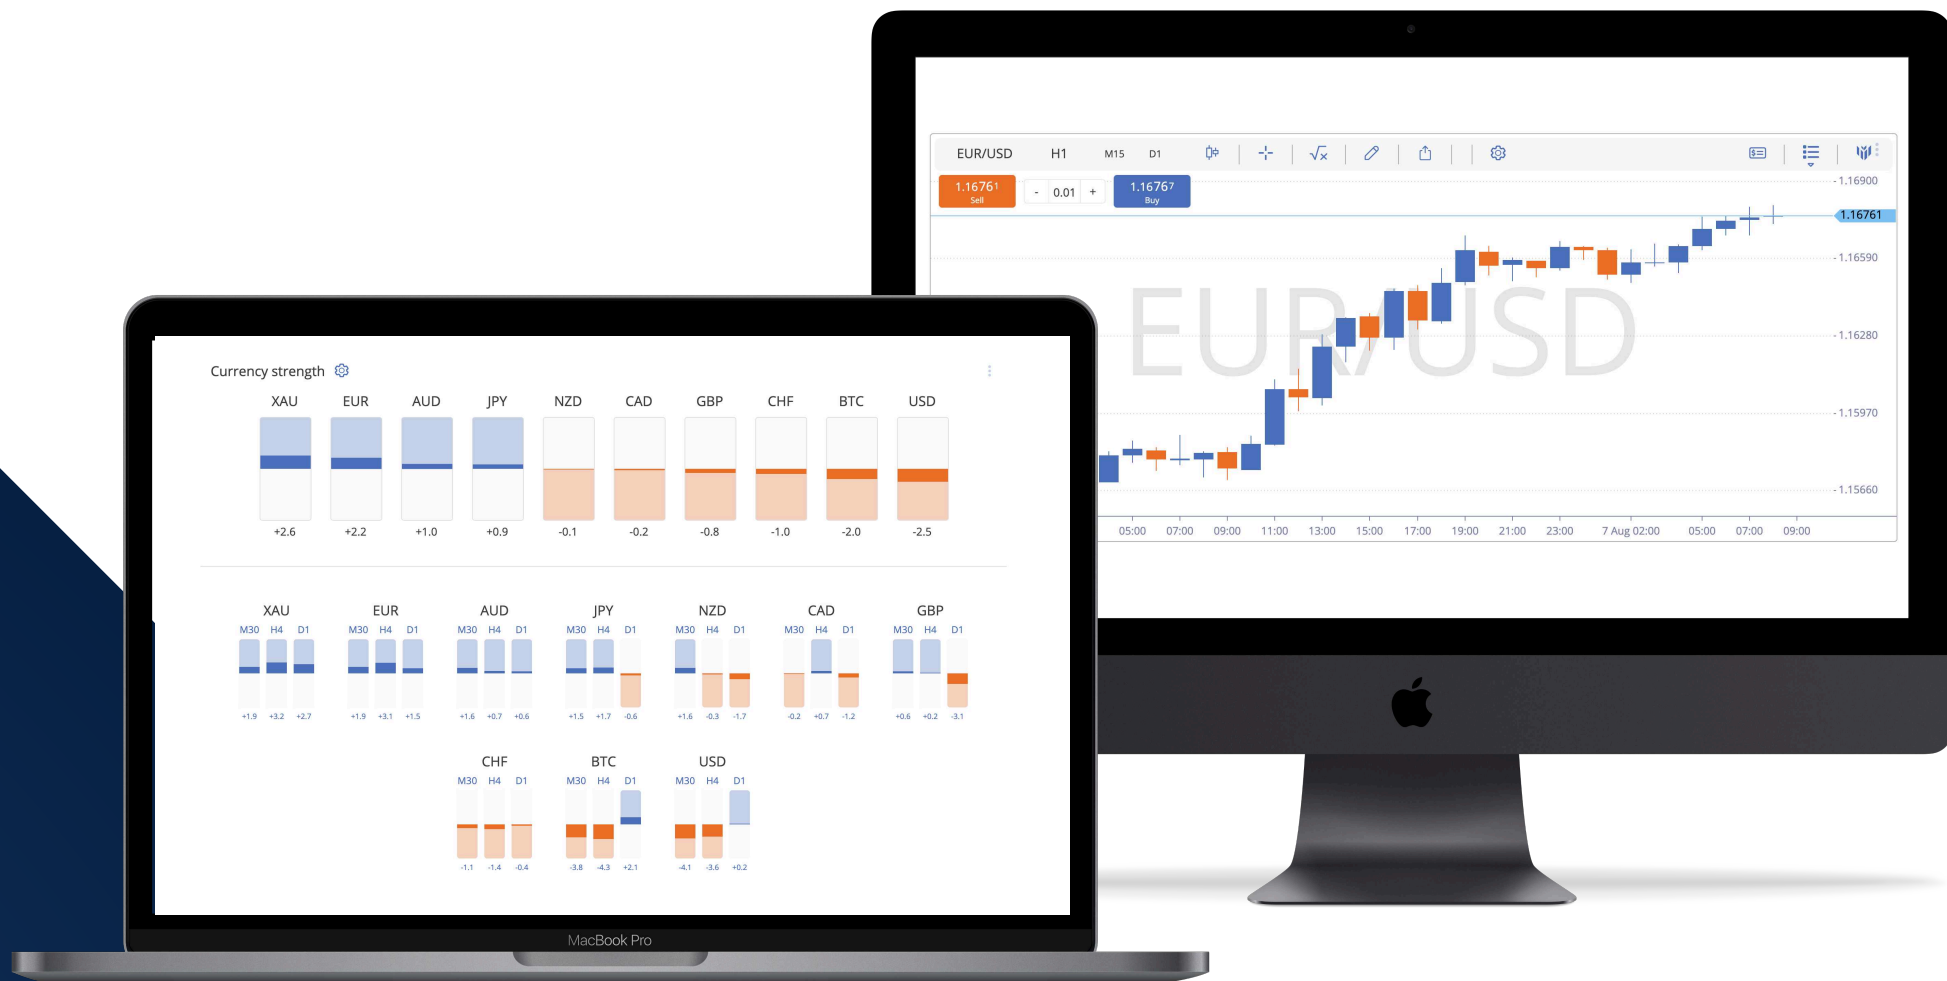 EUR/USD H1 M15 D1
1.16761 Sell - 0.01 + 1.16767 Buy
1.16900
1.16761
1.16590
EUR/USD
1.16280
1.15970
1.15660
05:00 07:00 09:00 11:00 13:00 15:00 17:00 19:00 21:00 23:00 7 Aug 02:00 05:00 07:00 09:00
Currency strength
XAU EUR AUD JPY NZD CAD GBP CHF BTC USD
+2.6 +2.2 +1.0 +0.9 -0.1 -0.2 -0.8 -1.0 -2.0 -2.5
XAU EUR AUD JPY NZD CAD GBP
M30 H4 D1 M30 H4 D1 M30 H4 D1 M30 H4 D1 M30 H4 D1 M30 H4 D1 M30 H4 D1
+1.9 +3.2 +2.7 +1.9 +3.1 +1.5 +1.6 +0.7 +0.6 +1.5 +1.7 -0.6 +1.6 -0.3 -1.7 -0.2 +0.7 -1.2 +0.6 +0.2 -3.1
CHF BTC USD
M30 H4 D1 M30 H4 D1 M30 H4 D1
-1.1 -1.4 -0.4 -3.8 -4.3 +2.1 -4.1 -3.6 +0.2
MacBook Pro